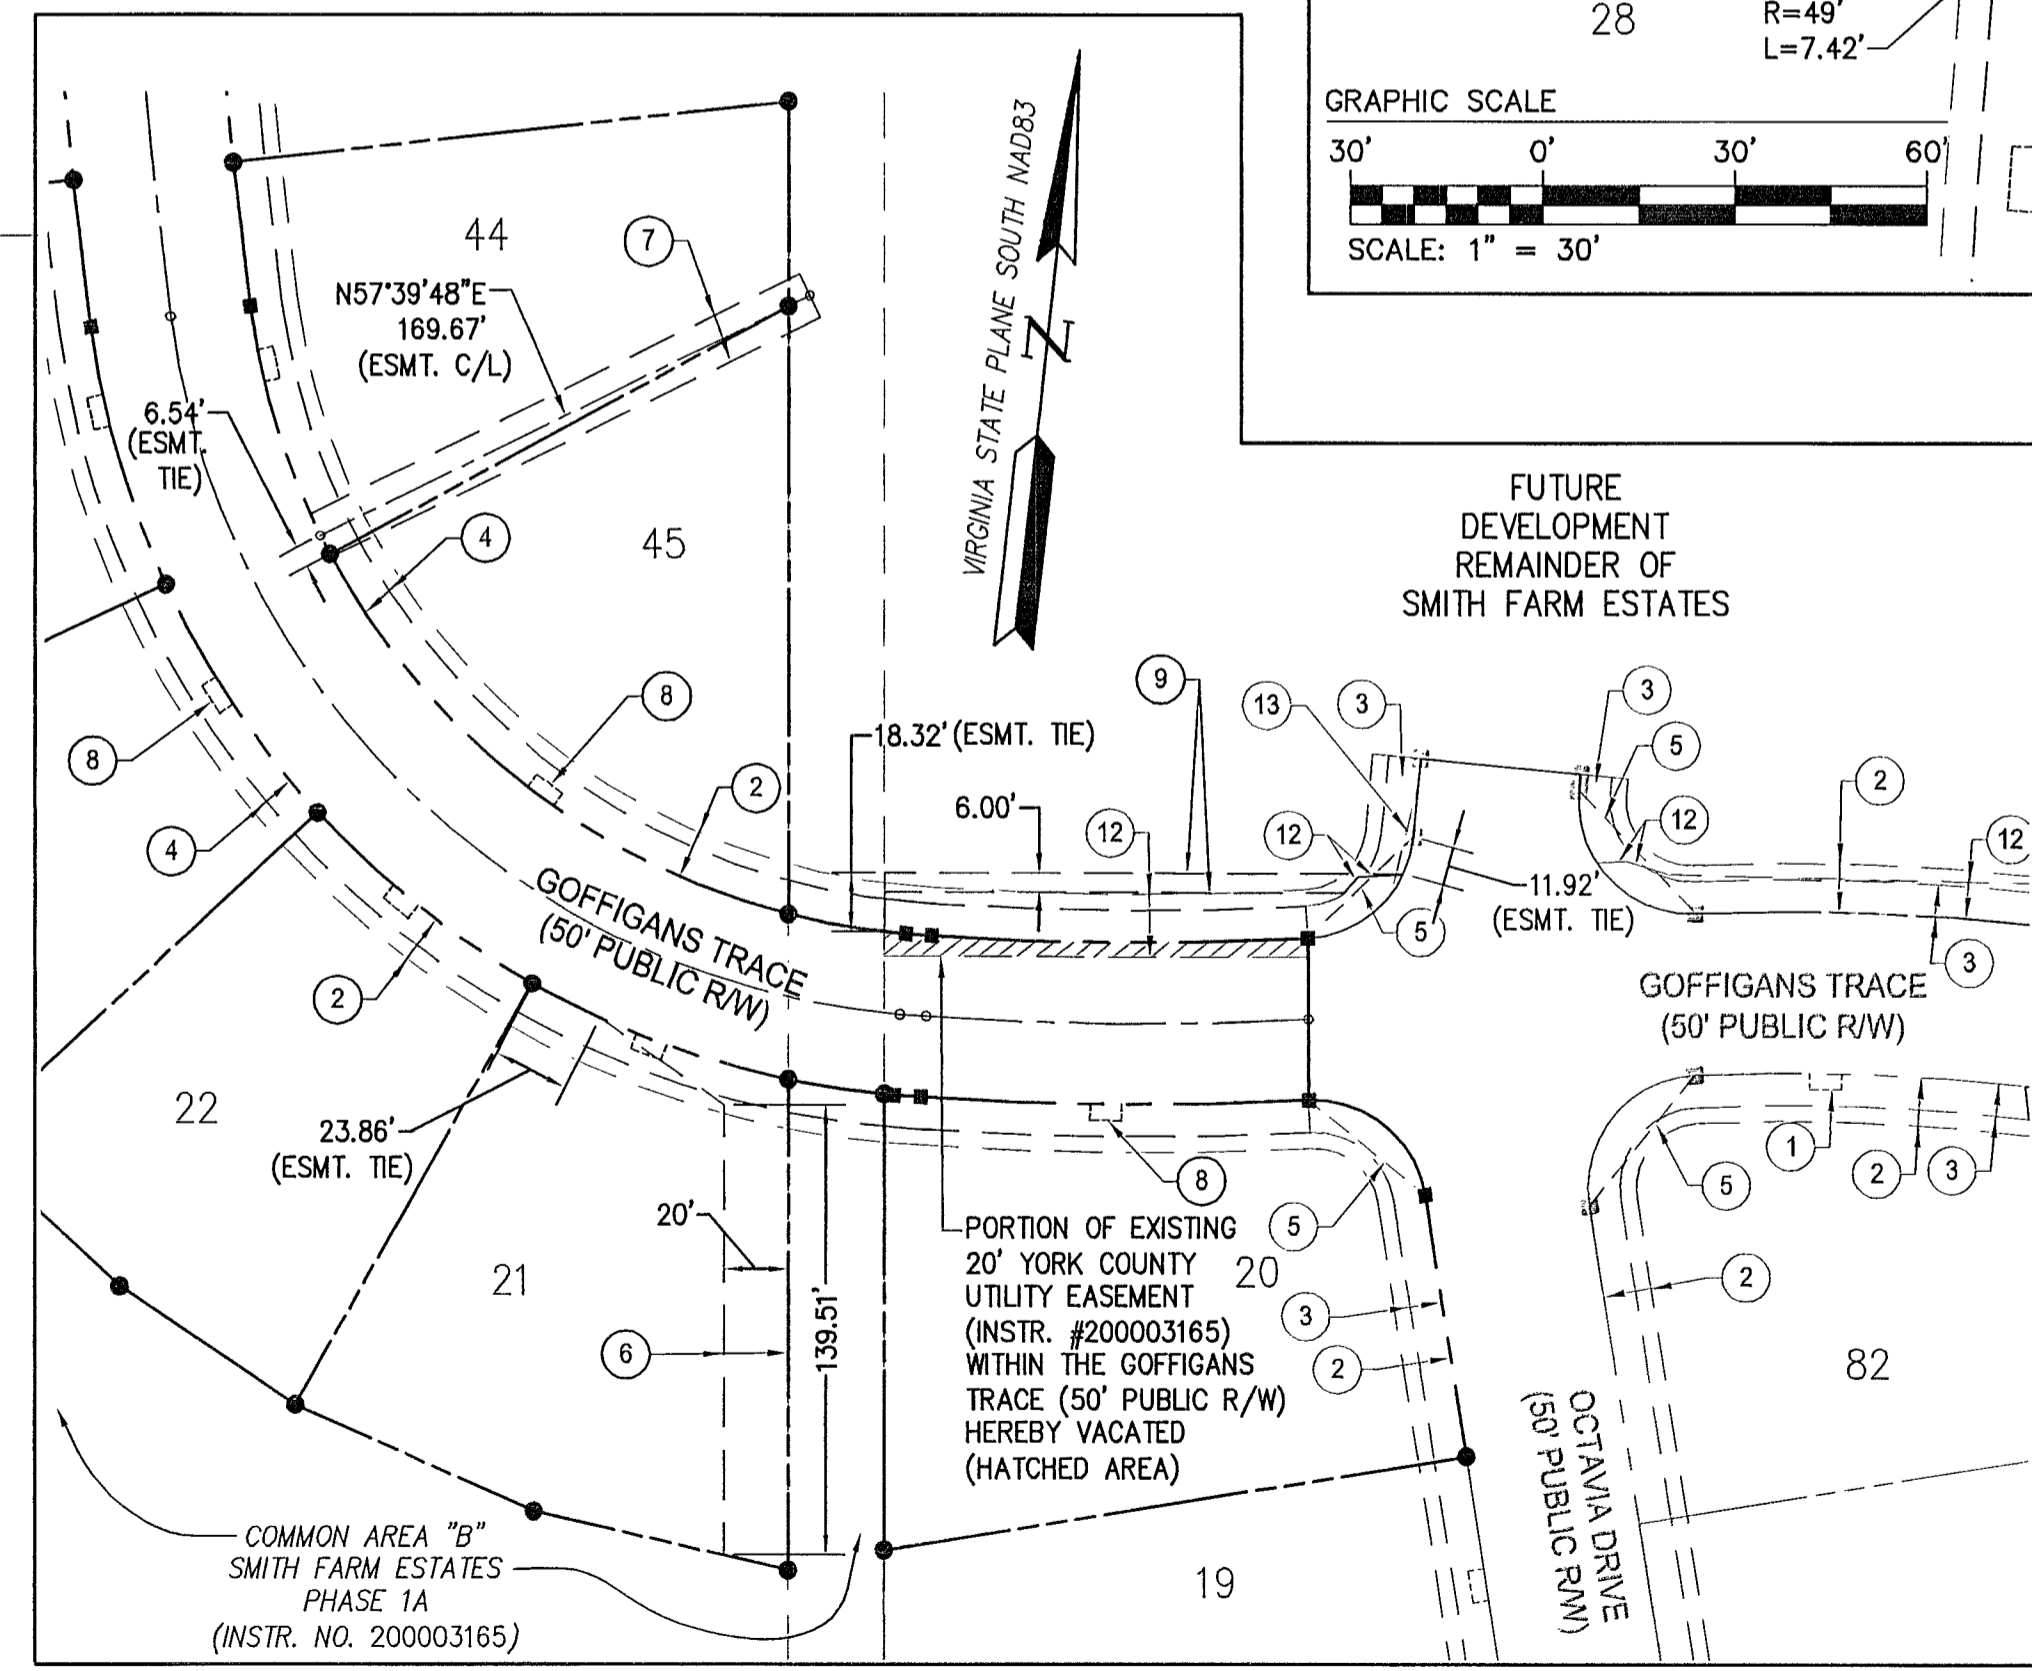 28
R=49'
L=7.42'
GRAPHIC SCALE
30' 0' 30' 60'
SCALE: 1" = 30'
44
7
N57°39'48"E
169.67'
(ESMT. C/L)
6.54'
(ESMT.
TIE)
4
45
VIRGINIA STATE PLANE SOUTH NAD83
N
FUTURE
DEVELOPMENT
REMAINDER OF
SMITH FARM ESTATES
8
8
2
4
18.32' (ESMT. TIE)
6.00'
9
12
13
3
12
5
11.92'
(ESMT. TIE)
3
5
12
2
12
3
GOFFIGANS TRACE
(50' PUBLIC R/W)
GOFFIGANS TRACE
(50' PUBLIC R/W)
2
22
23.86'
(ESMT. TIE)
21
20'
6
139.51'
8
PORTION OF EXISTING
20' YORK COUNTY
UTILITY EASEMENT
(INSTR. #200003165)
WITHIN THE GOFFIGANS
TRACE (50' PUBLIC R/W)
HEREBY VACATED
(HATCHED AREA)
20
5
3
2
1
2
3
5
2
82
OCTAVIA DRIVE
(50' PUBLIC R/W)
19
COMMON AREA "B"
SMITH FARM ESTATES
PHASE 1A
(INSTR. NO. 200003165)